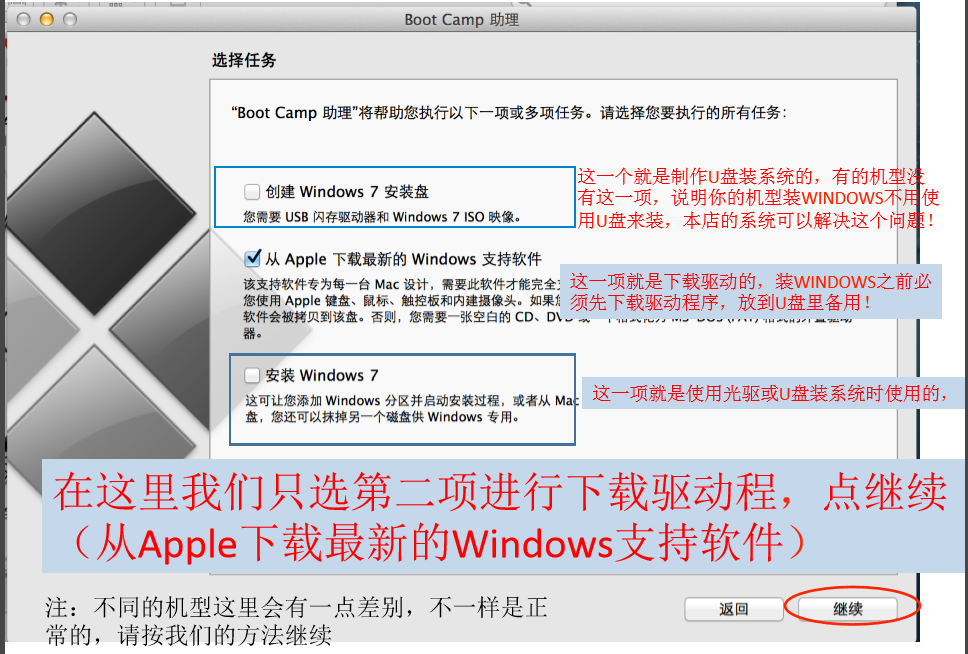 Boot Camp 助理
选择任务
“Boot Camp 助理”将帮助您执行以下一项或多项任务。请选择您要执行的所有任务：
创建 Windows 7 安装盘
您需要 USB 闪存驱动器和 Windows 7 ISO 映像。
这一个就是制作U盘装系统的，有的机型没
有这一项，说明你的机型装WINDOWS不用使
用U盘来装，本店的系统可以解决这个问题！
从 Apple 下载最新的 Windows 支持软件
该支持软件专为每一台 Mac 设计，需要此软件才能完全
您使用 Apple 键盘、鼠标、触控板和内建摄像头。如果
软件会被拷贝到该盘。否则，您需要一张空白的 CD、DVD 或一个格式化为 MS-DOS (FAT) 格式的外置驱动
器。
这一项就是下载驱动的，装WINDOWS之前必
须先下载驱动程序，放到U盘里备用！
安装 Windows 7
这可让您添加 Windows 分区并启动安装过程，或者从 Mac
盘，您还可以抹掉另一个磁盘供 Windows 专用。
这一项就是使用光驱或U盘装系统时使用的，
在这里我们只选第二项进行下载驱动程，点继续
（从Apple下载最新的Windows支持软件）
注：不同的机型这里会有一点差别，不一样是正
常的，请按我们的方法继续
返回
继续